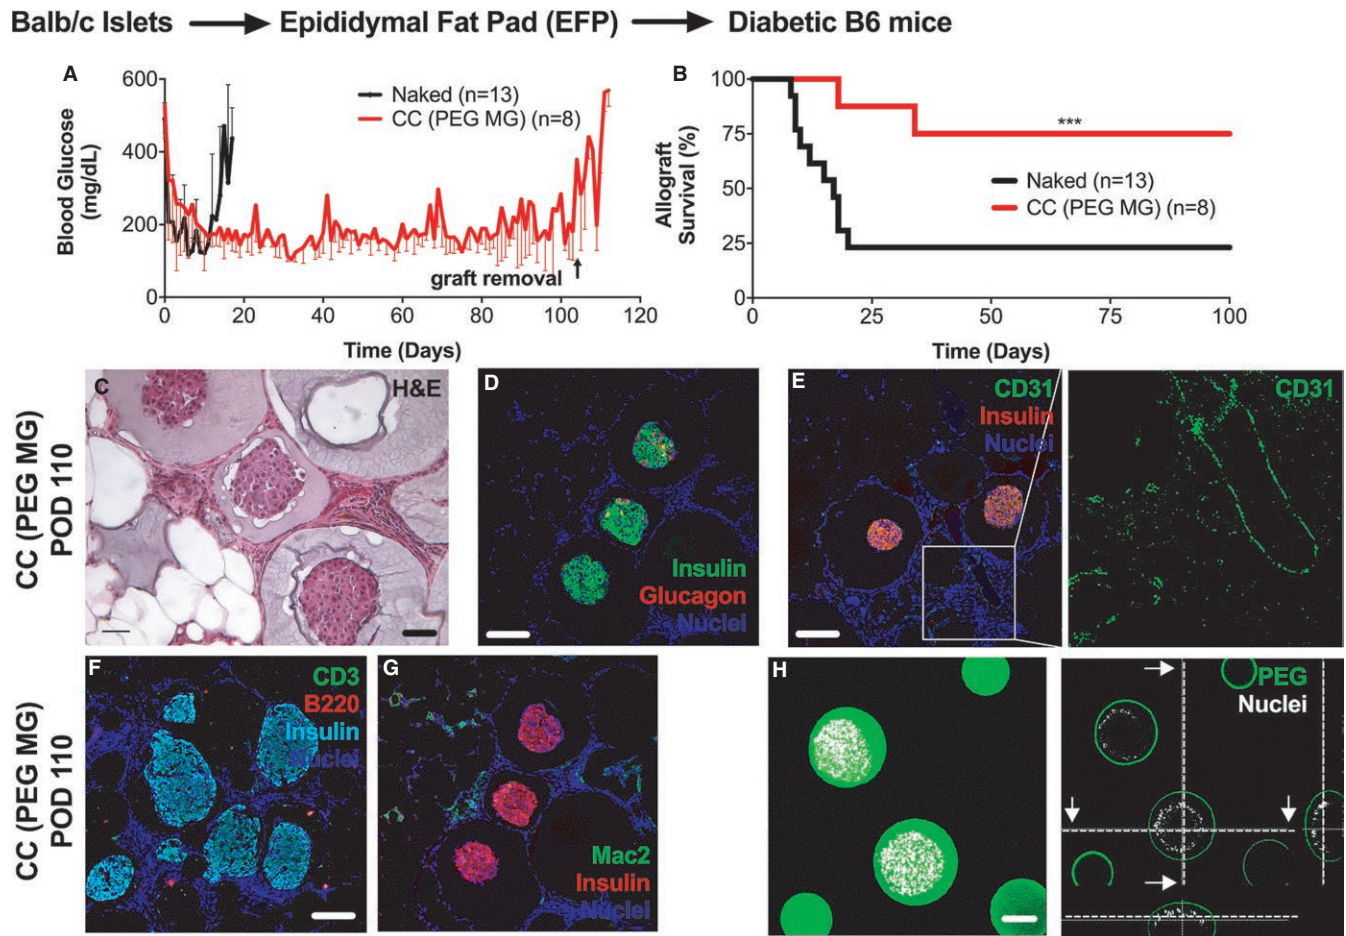 Balb/c Islets → Epididymal Fat Pad (EFP) → Diabetic B6 mice
A
600
400
200
0
Blood Glucose
(mg/dL)
Naked (n=13)
CC (PEG MG) (n=8)
graft removal
0 20 40 60 80 100 120
Time (Days)
B
100
75
50
25
0
Allograft
Survival (%)
***
Naked (n=13)
CC (PEG MG) (n=8)
0 25 50 75 100
Time (Days)
CC (PEG MG)
POD 110
C
H&E
D
Insulin
Glucagon
Nuclei
E
CD31
Insulin
Nuclei
CD31
CC (PEG MG)
POD 110
F
CD3
B220
Insulin
Nuclei
G
Mac2
Insulin
Nuclei
H
PEG
Nuclei